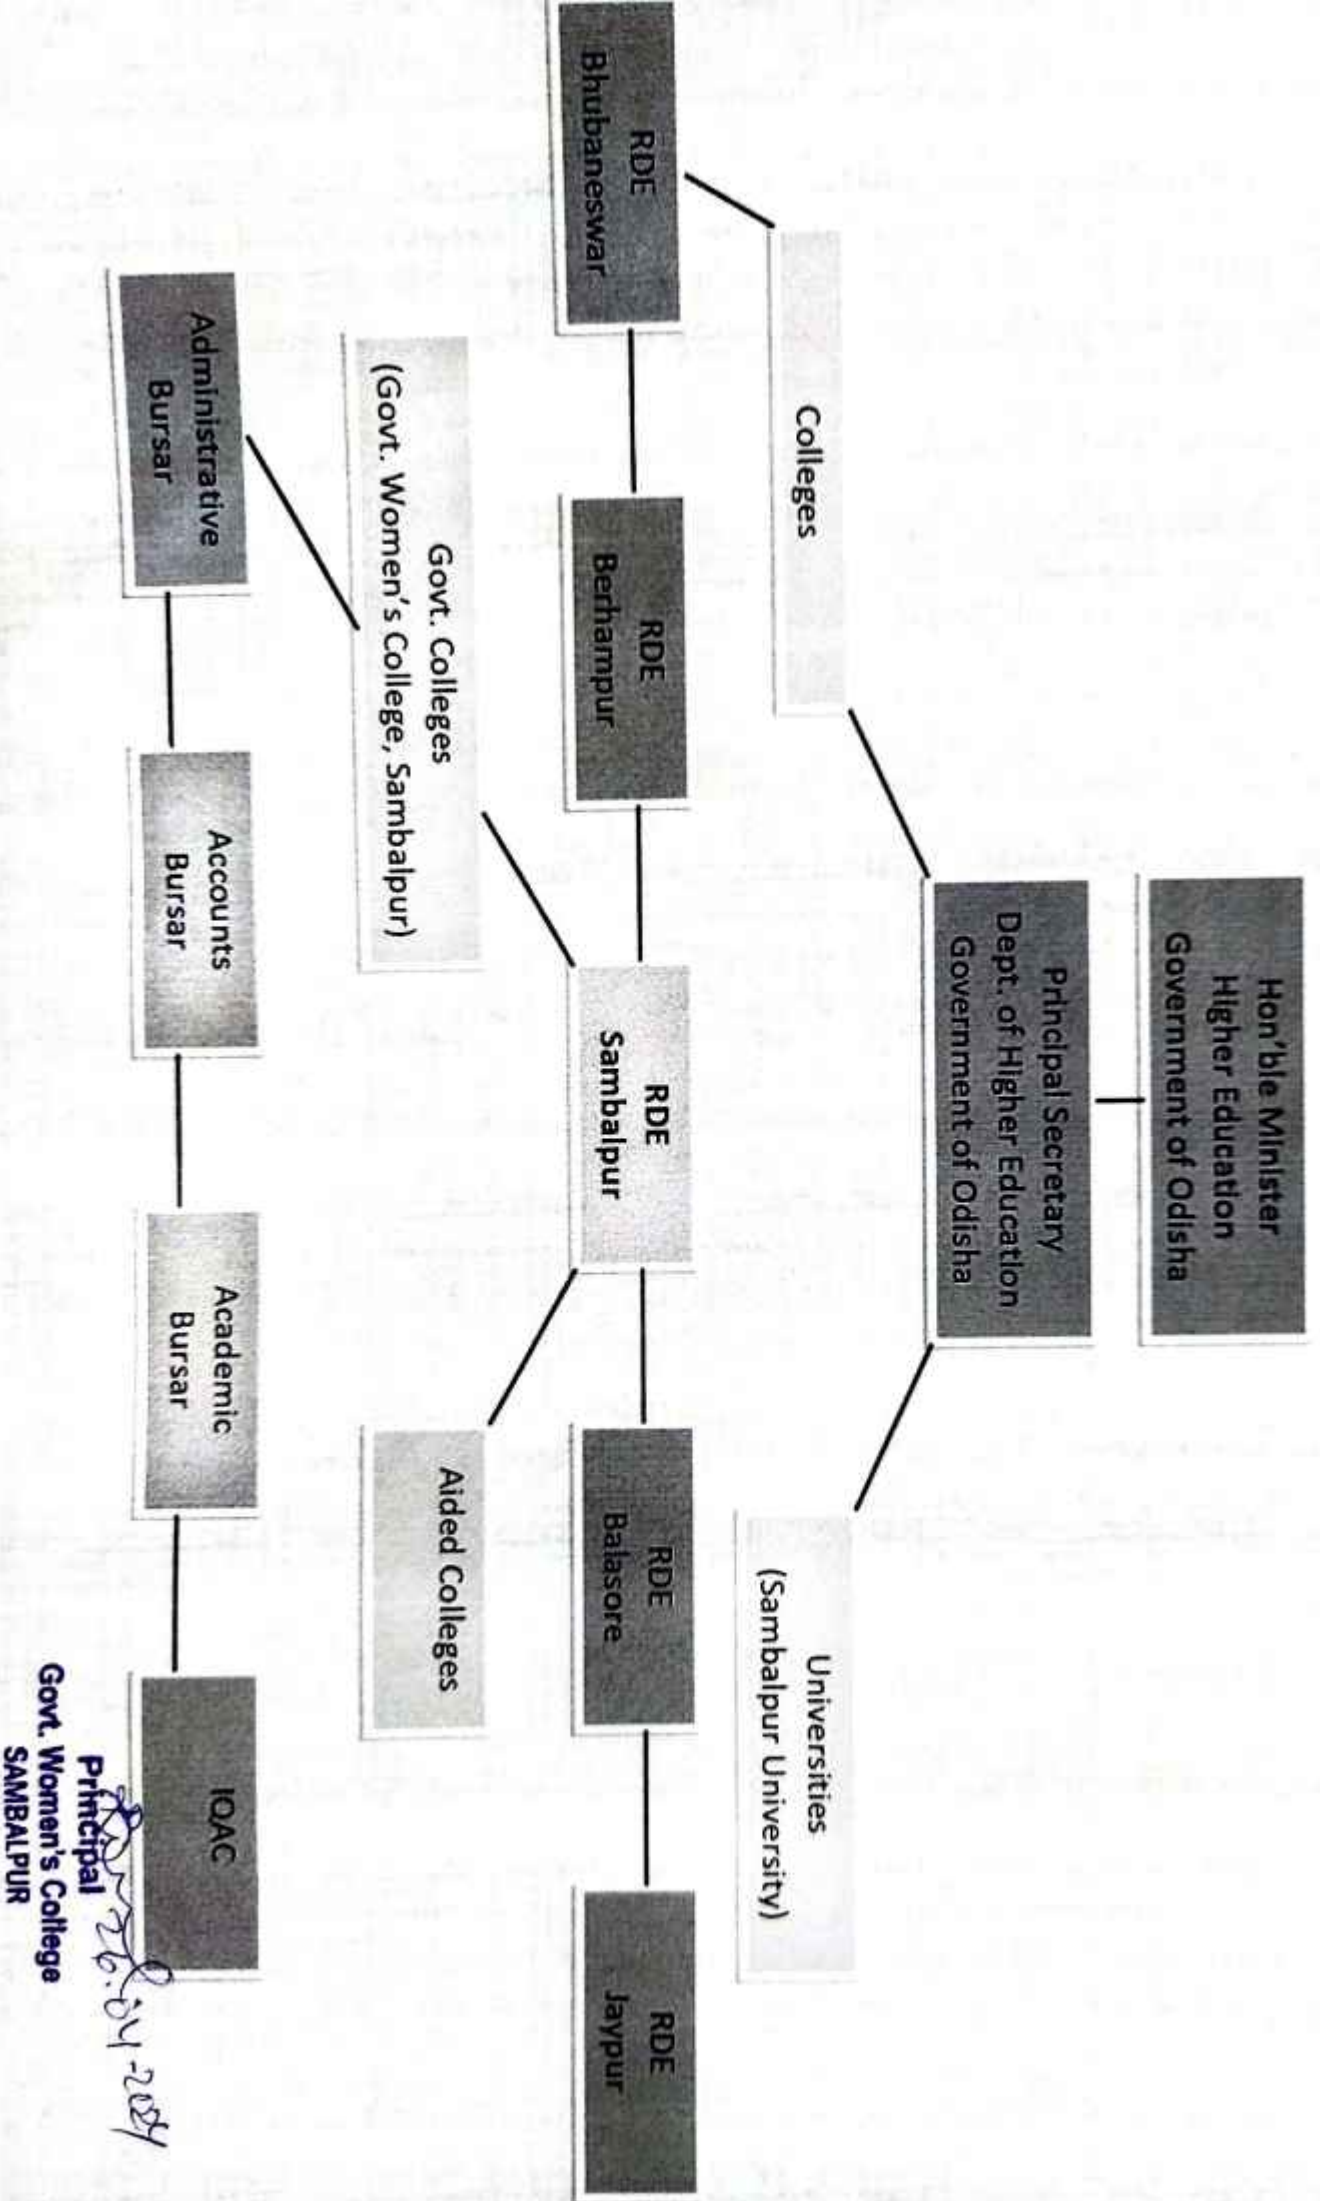 Hon'ble Minister
Higher Education
Government of Odisha
Principal Secretary
Dept. of Higher Education
Government of Odisha
Colleges
Universities
(Sambalpur University)
RDE
Bhubaneswar
RDE
Berhampur
RDE
Sambalpur
RDE
Balasore
RDE
Jaypur
Govt. Colleges
(Govt. Women's College, Sambalpur)
Aided Colleges
Administrative
Bursar
Accounts
Bursar
Academic
Bursar
IQAC
26.04-2024
Principal
Govt. Women's College
SAMBALPUR